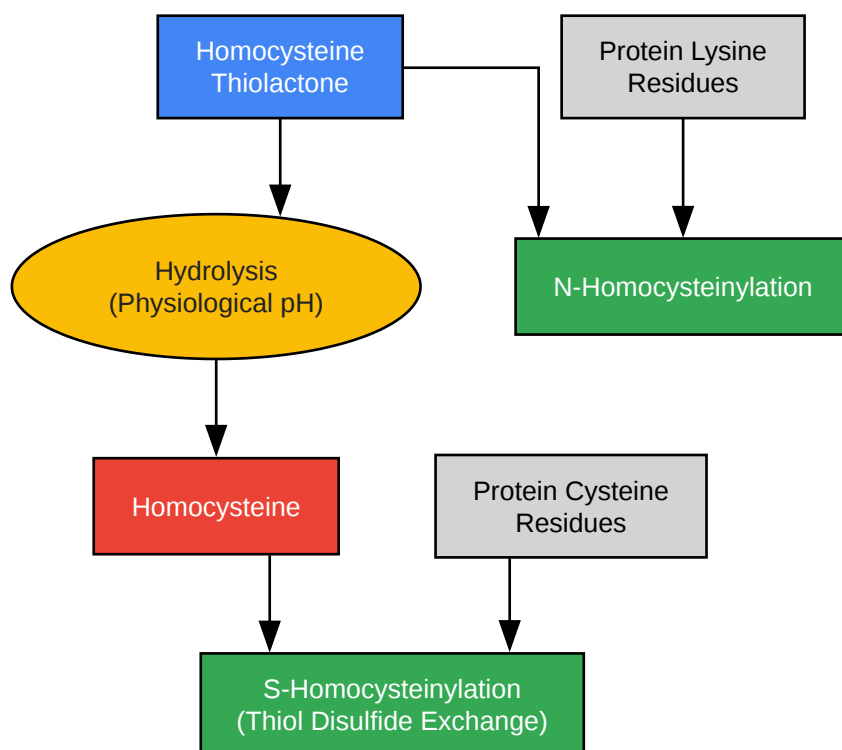 Homocysteine
Thiolactone
Protein Lysine
Residues
Hydrolysis
(Physiological pH)
N-Homocysteinylation
Homocysteine
Protein Cysteine
Residues
S-Homocysteinylation
(Thiol Disulfide Exchange)